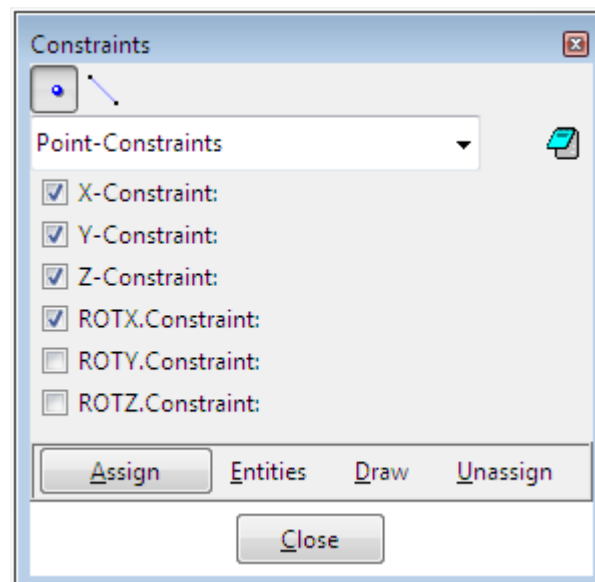 Constraints
Point-Constraints
X-Constraint:
Y-Constraint:
Z-Constraint:
ROTX.Constraint:
ROTY.Constraint:
ROTZ.Constraint:
Assign Entities Draw Unassign
Close